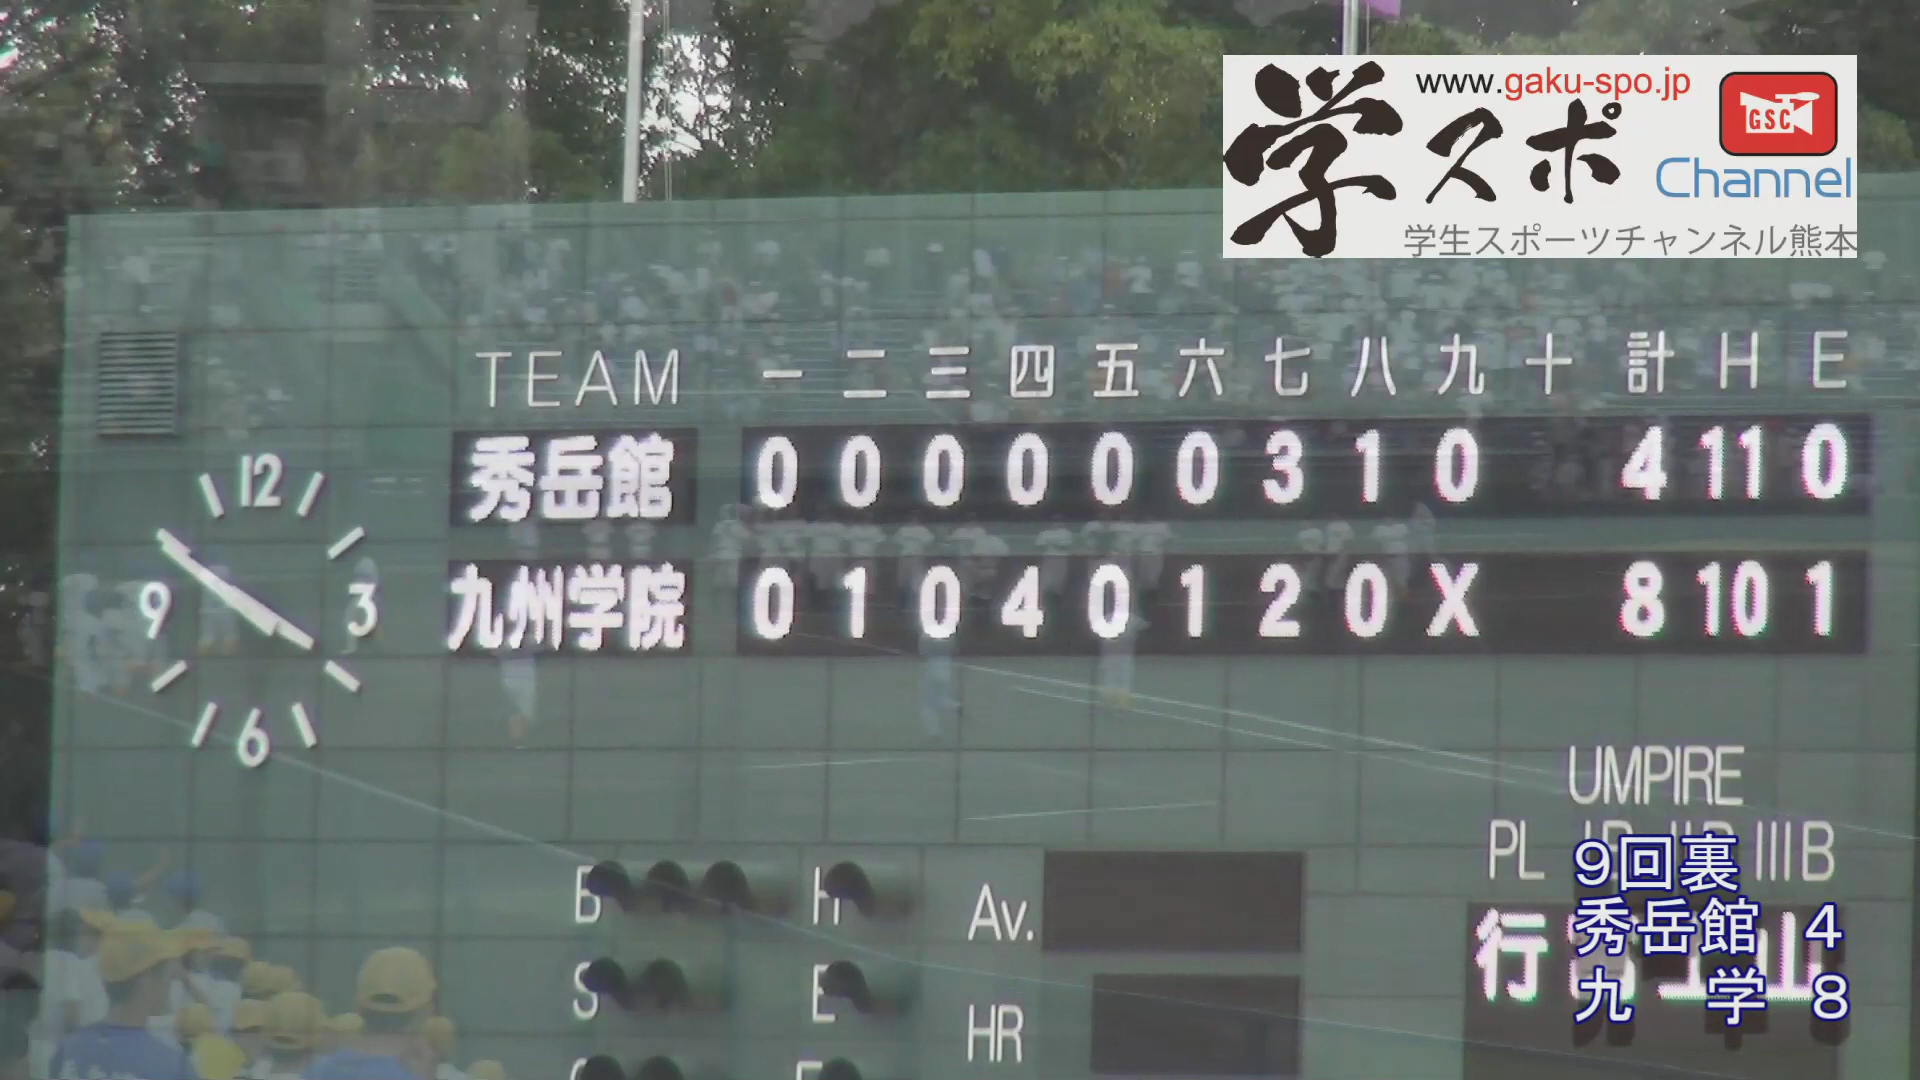 www.gaku-spo.jp
GSC
学スポ Channel
学生スポーツチャンネル熊本
TEAM 一 二 三 四 五 六 七 八 九 十 計 H E
秀岳館 0 0 0 0 0 0 3 1 0 4 11 0
九州学院 0 1 0 4 0 1 2 0 X 8 10 1
12
9 3
6
UMPIRE
PL IIIB
B H Av.
S E HR
行
9回裏
秀岳館 4
九 学 8